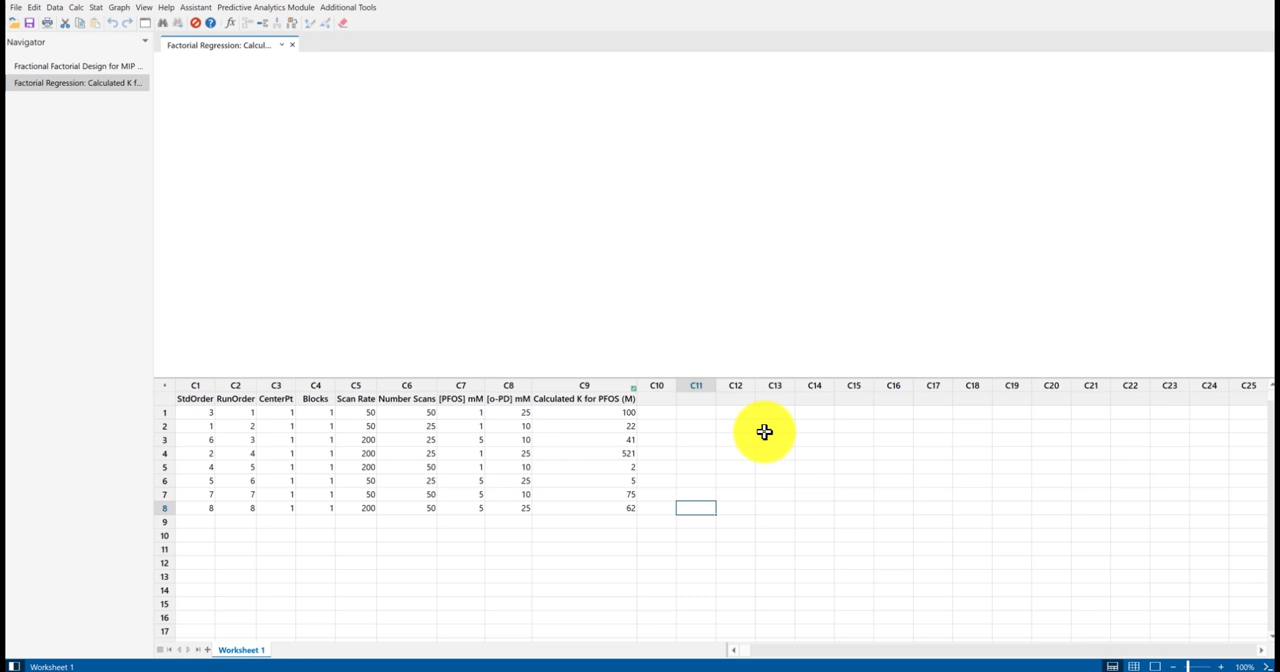 File Edit Data Calc Stat Graph View Help Assistant Predictive Analytics Module Additional Tools
Navigator
Factorial Regression: Calcul...
Fractional Factorial Design for MIP ...
Factorial Regression: Calculated K f...
C1 C2 C3 C4 C5 C6 C7 C8 C9 C10 C11 C12 C13 C14 C15 C16 C17 C18 C19 C20 C21 C22 C23 C24 C25
StdOrder RunOrder CenterPt Blocks Scan Rate Number Scans [PFOS] mM [o-PD] mM Calculated K for PFOS (M)
1 3 1 1 1 50 50 1 25 100
2 1 2 1 1 50 25 1 10 22
3 6 3 1 1 200 25 5 10 41
4 2 4 1 1 200 25 1 25 521
5 4 5 1 1 200 50 1 10 2
6 5 6 1 1 50 25 5 25 5
7 7 7 1 1 50 50 5 10 75
8 8 8 1 1 200 50 5 25 62
9
10
11
12
13
14
15
16
17
Worksheet 1
Worksheet 1 100%